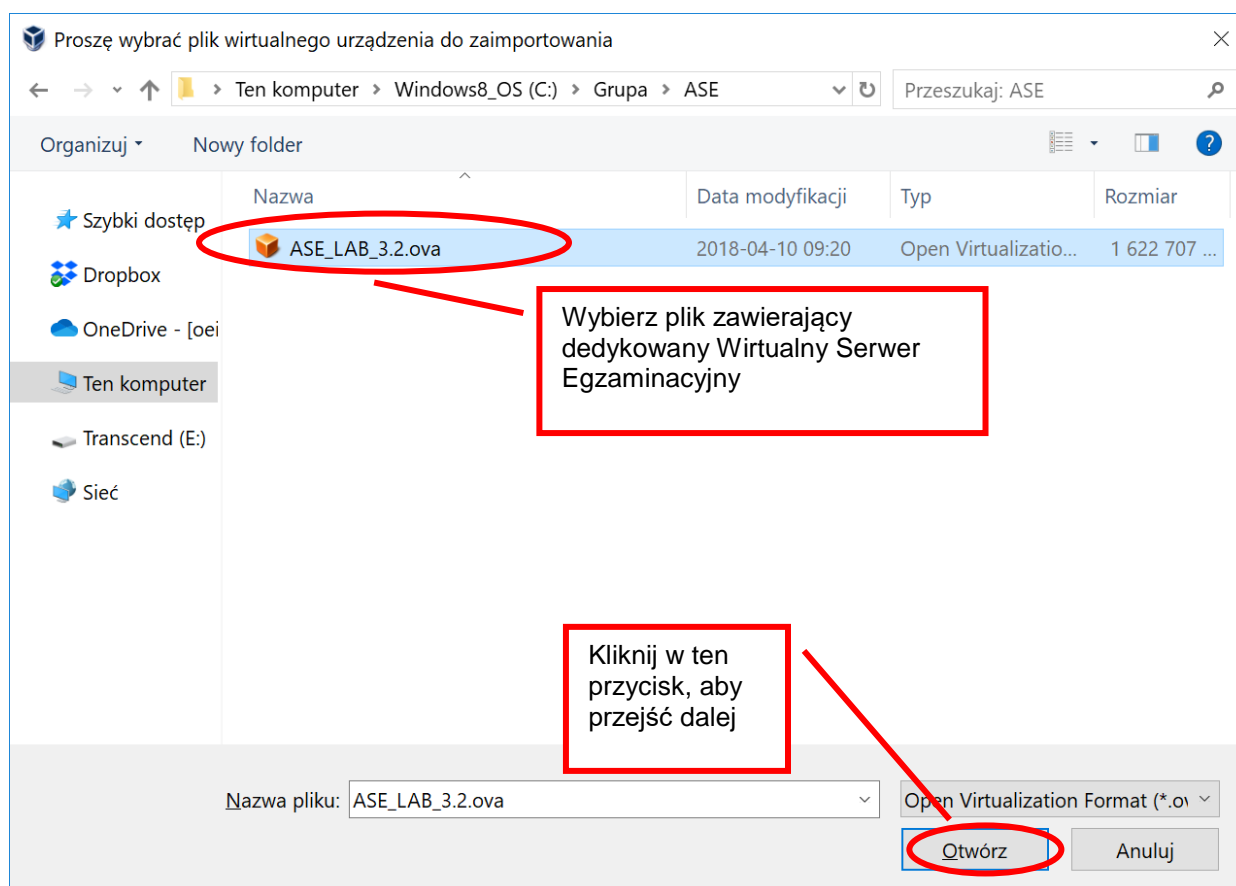 Proszę wybrać plik wirtualnego urządzenia do zaimportowania
Ten komputer > Windows8_OS (C:) > Grupa > ASE
Przeszukaj: ASE
Organizuj
Nowy folder
Nazwa
Data modyfikacji
Typ
Rozmiar
Szybki dostęp
Dropbox
OneDrive - [oei
Ten komputer
Transcend (E:)
Sieć
ASE_LAB_3.2.ova
2018-04-10 09:20
Open Virtualizatio...
1 622 707 ...
Wybierz plik zawierający
dedykowany Wirtualny Serwer
Egzaminacyjny
Kliknij w ten
przycisk, aby
przejść dalej
Nazwa pliku:
ASE_LAB_3.2.ova
Open Virtualization Format (*.ov
Otwórz
Anuluj